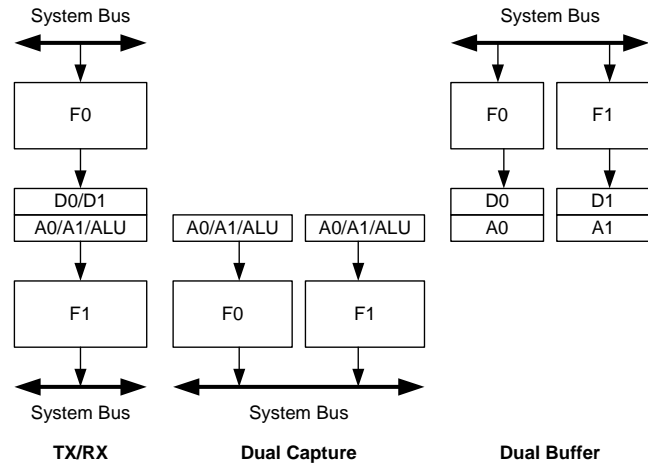 System Bus
System Bus
F0
F0
F1
D0/D1
D0
D1
A0/A1/ALU
A0/A1/ALU
A0/A1/ALU
A0
A1
F1
F0
F1
System Bus
System Bus
TX/RX
Dual Capture
Dual Buffer